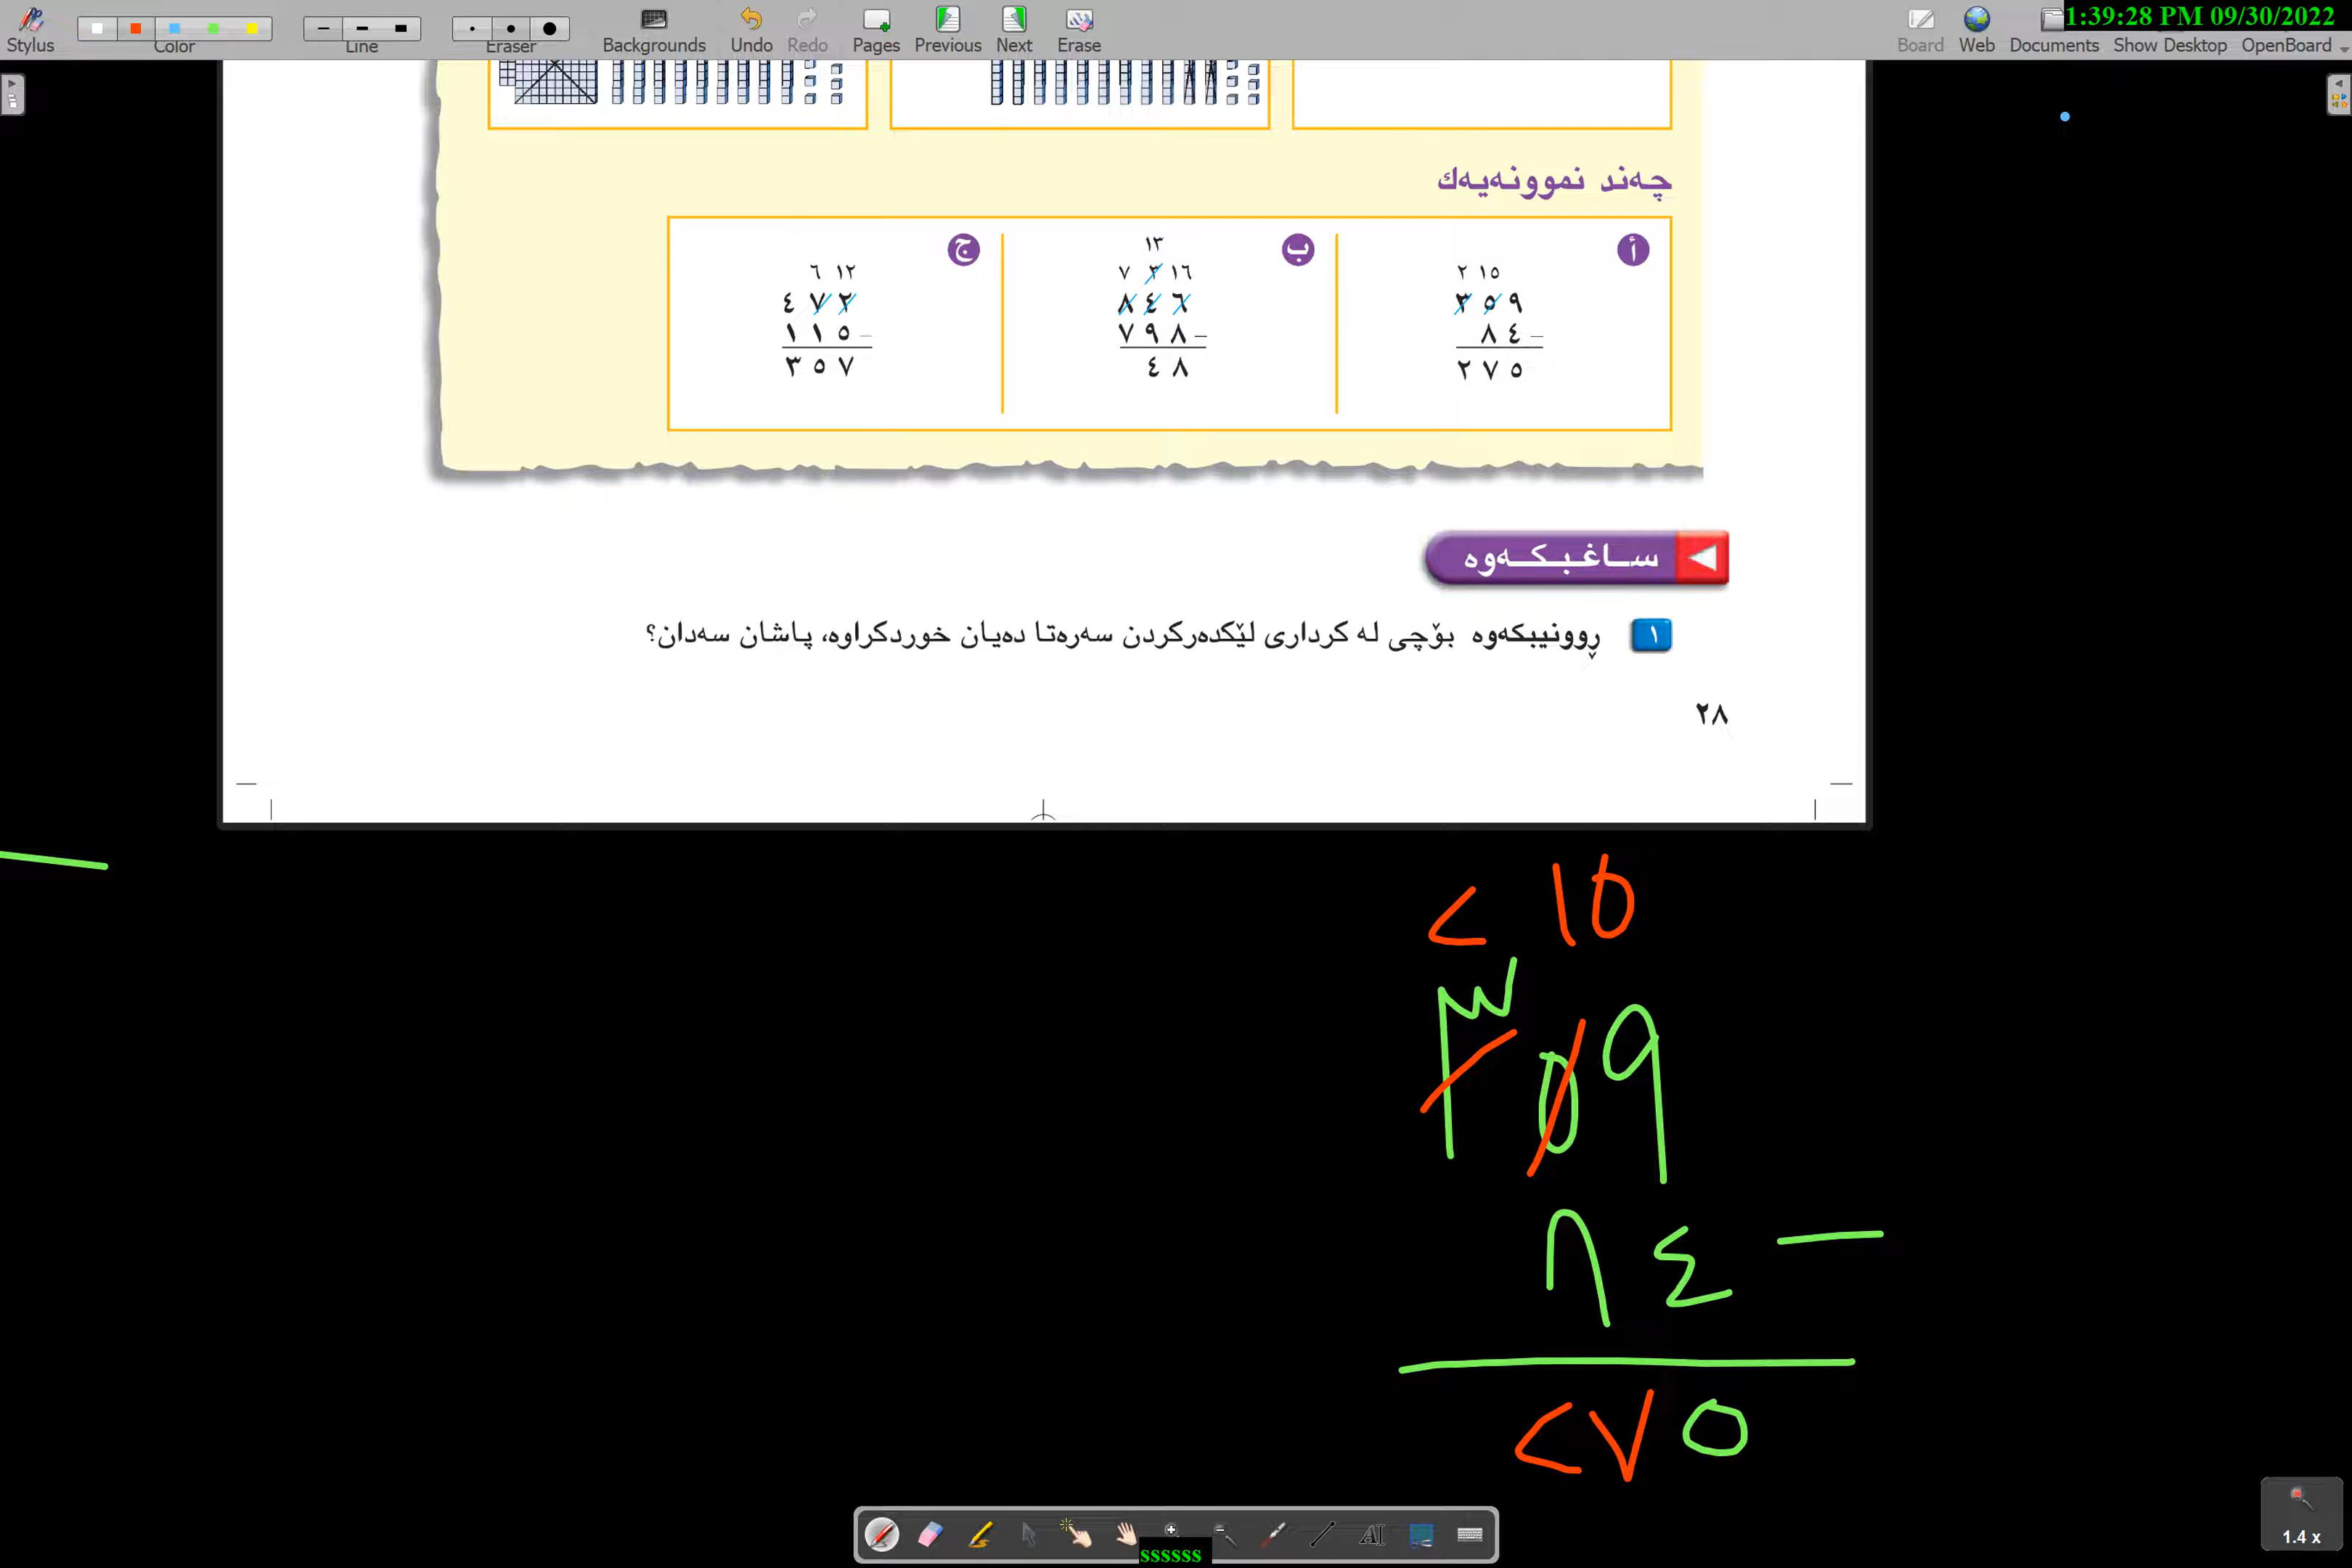 1:39:28 PM 09/30/2022
Stylus Color Line Eraser Backgrounds Undo Redo Pages Previous Next Erase Board Web Documents Show Desktop OpenBoard
چەند نموونەیەك
أ
٢ ١٥
٣ ٥ ٩
٨ ٤ −
٢ ٧ ٥
ب
١٣
٧ ٣ ١٦
٨ ٤ ٦
٧ ٩ ٨ −
٤ ٨
ج
٦ ١٢
٤ ٧ ٢
١ ١ ٥ −
٣ ٥ ٧
ساغبکەوە
١ ڕوونیبکەوە بۆچی لە کرداری لێکدەرکردن سەرەتا دەیان خوردکراوە، پاشان سەدان؟
٢٨
٢ ١٥
٣ ٥ ٩
٨ ٤ −
٢ ٧ ٥
ssssss
1.4 x